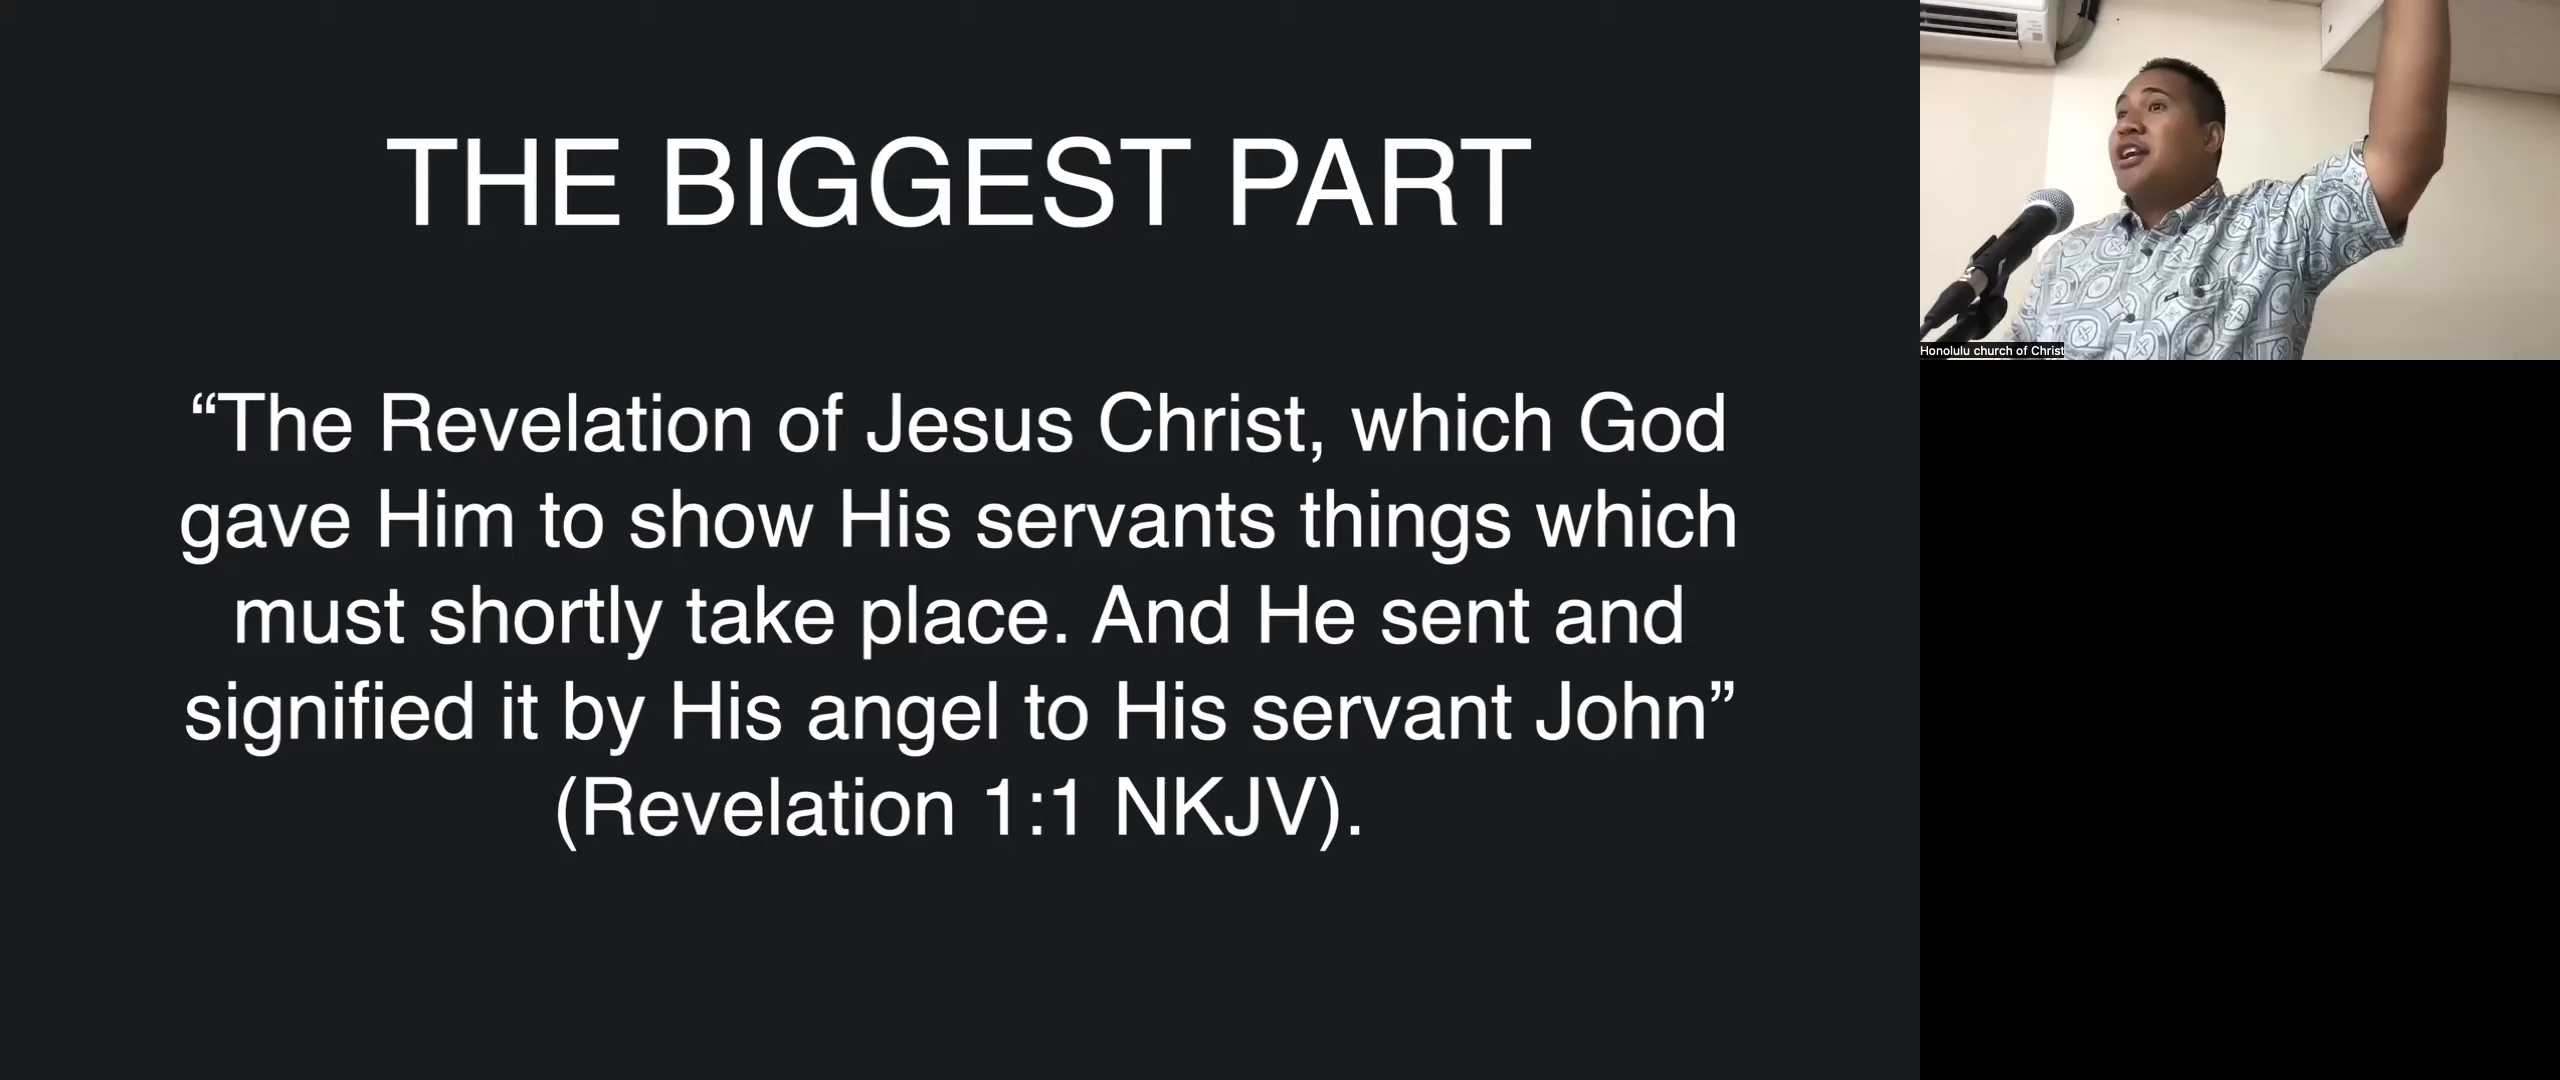 THE BIGGEST PART
“The Revelation of Jesus Christ, which God
gave Him to show His servants things which
must shortly take place. And He sent and
signified it by His angel to His servant John”
(Revelation 1:1 NKJV).
Honolulu church of Christ